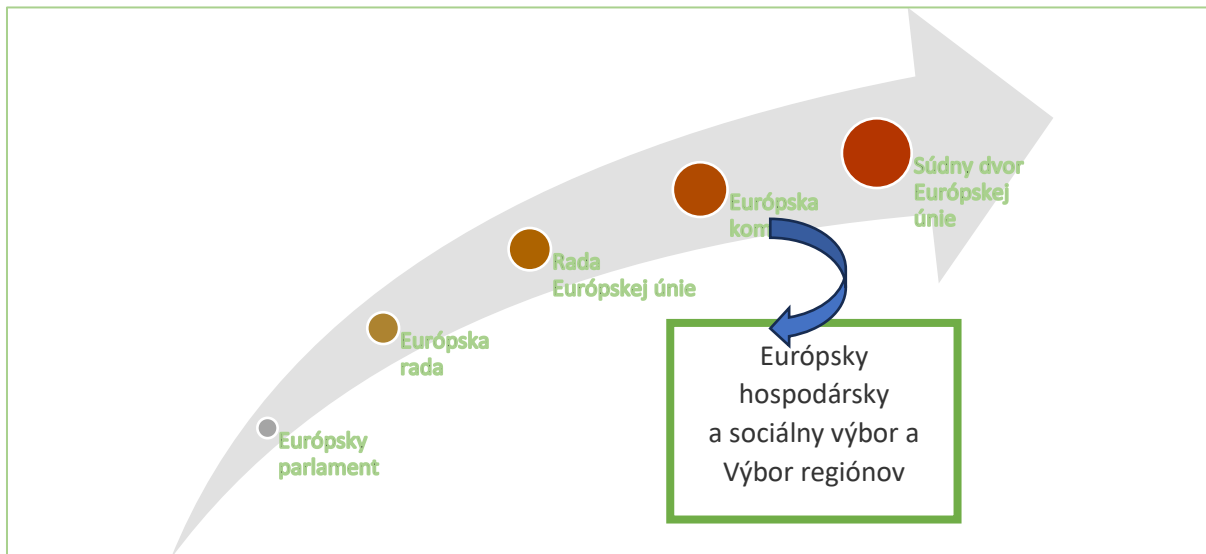 Európsky
parlament
Európska
rada
Rada
Európskej únie
Európska
kom
Súdny dvor
Európskej
únie
Európsky
hospodársky
a sociálny výbor a
Výbor regiónov